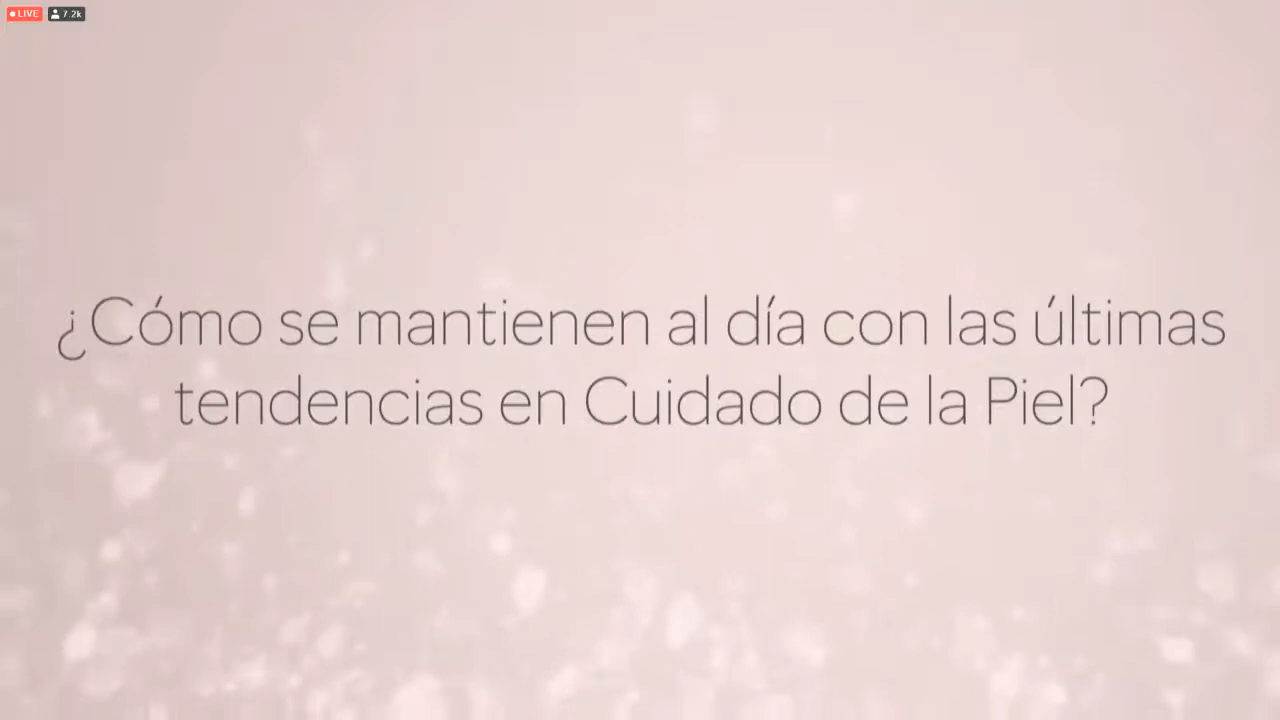 LIVE 7.2k
¿Cómo se mantienen al día con las últimas
tendencias en Cuidado de la Piel?